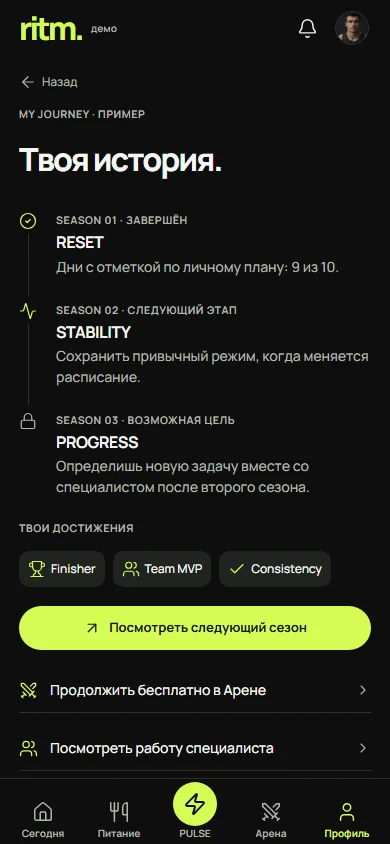 ritm. демо
Назад
MY JOURNEY · ПРИМЕР
Твоя история.
SEASON 01 · ЗАВЕРШЁН
RESET
Дни с отметкой по личному плану: 9 из 10.
SEASON 02 · СЛЕДУЮЩИЙ ЭТАП
STABILITY
Сохранить привычный режим, когда меняется
расписание.
SEASON 03 · ВОЗМОЖНАЯ ЦЕЛЬ
PROGRESS
Определишь новую задачу вместе со
специалистом после второго сезона.
ТВОИ ДОСТИЖЕНИЯ
Finisher Team MVP Consistency
Посмотреть следующий сезон
Продолжить бесплатно в Арене
Посмотреть работу специалиста
Сегодня Питание PULSE Арена Профиль